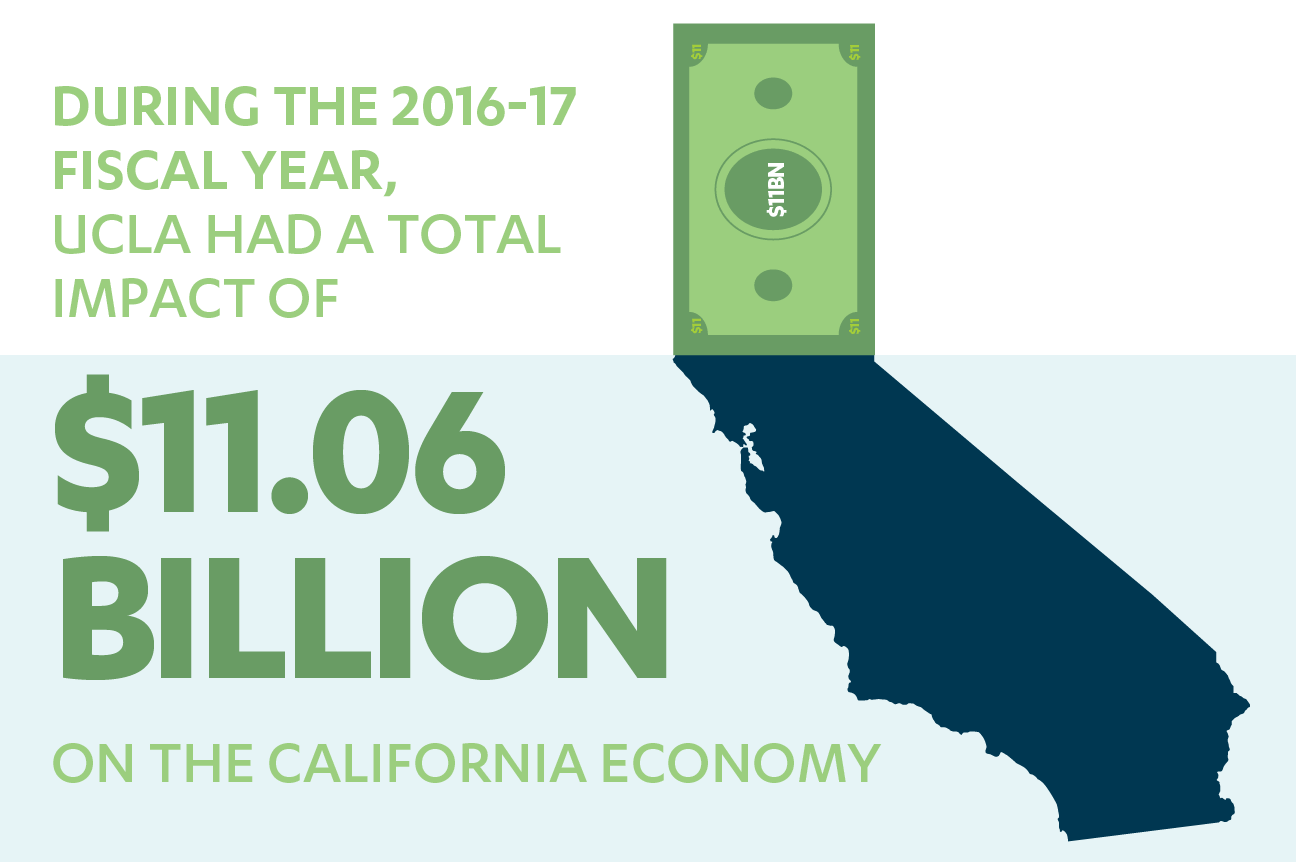 DURING THE 2016-17
FISCAL YEAR,
UCLA HAD A TOTAL
IMPACT OF
$11.06
BILLION
ON THE CALIFORNIA ECONOMY
$11
$11
$11BN
$11
$11